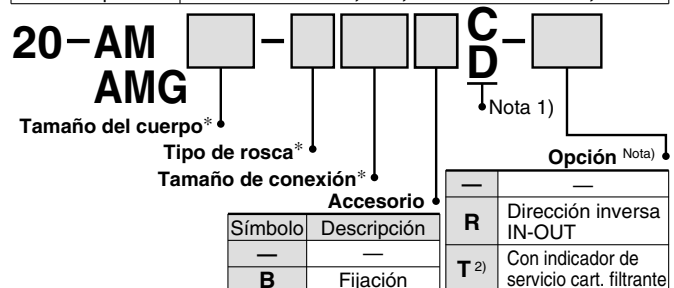 20-AM
AMG
C
D
Nota 1)
Tamaño del cuerpo*
Tipo de rosca*
Tamaño de conexión*
Accesorio
Símbolo Descripción
— —
B Fijación
Opción Nota)
— —
R Dirección inversa
IN-OUT
T 2) Con indicador de
servicio cart. filtrante